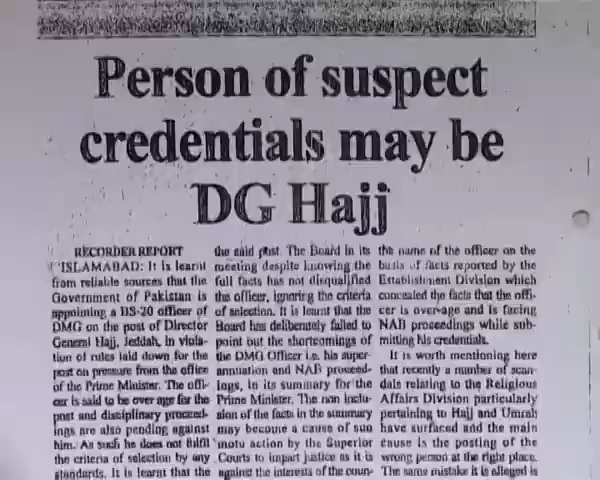 Person of suspect
credentials may be
DG Hajj
RECORDER REPORT
ISLAMABAD: It is learnt
from reliable sources that the
Government of Pakistan is
appointing a BS-20 officer of
DMG on the post of Director
General Hajj, Jeddah, in viola-
tion of rules laid down for the
post on pressure from the office
of the Prime Minister. The offi-
cer is said to be over age for the
post and disciplinary proceed-
ings are also pending against
him. As such he does not fulfil
the criteria of selection by any
standards. It is learnt that the
the said post. The Board in its
meeting despite knowing the
full facts has not disqualified
the officer, ignoring the criteria
of selection. It is learnt that the
Board has deliberately failed to
point out the shortcomings of
the DMG Officer i.e. his super-
annuation and NAB proceed-
ings, in its summary for the
Prime Minister. The non inclu-
sion of the facts in the summary
may become a cause of suo
motu action by the Superior
Courts to impart justice as it is
against the interests of the coun-
the name of the officer on the
basis of facts reported by the
Establishment Division which
concealed the facts that the offi-
cer is over-age and is facing
NAB proceedings while sub-
mitting his credentials.
It is worth mentioning here
that recently a number of scan-
dals relating to the Religious
Affairs Division particularly
pertaining to Hajj and Umrah
have surfaced and the main
cause is the posting of the
wrong person at the right place.
The same mistake it is alleged is